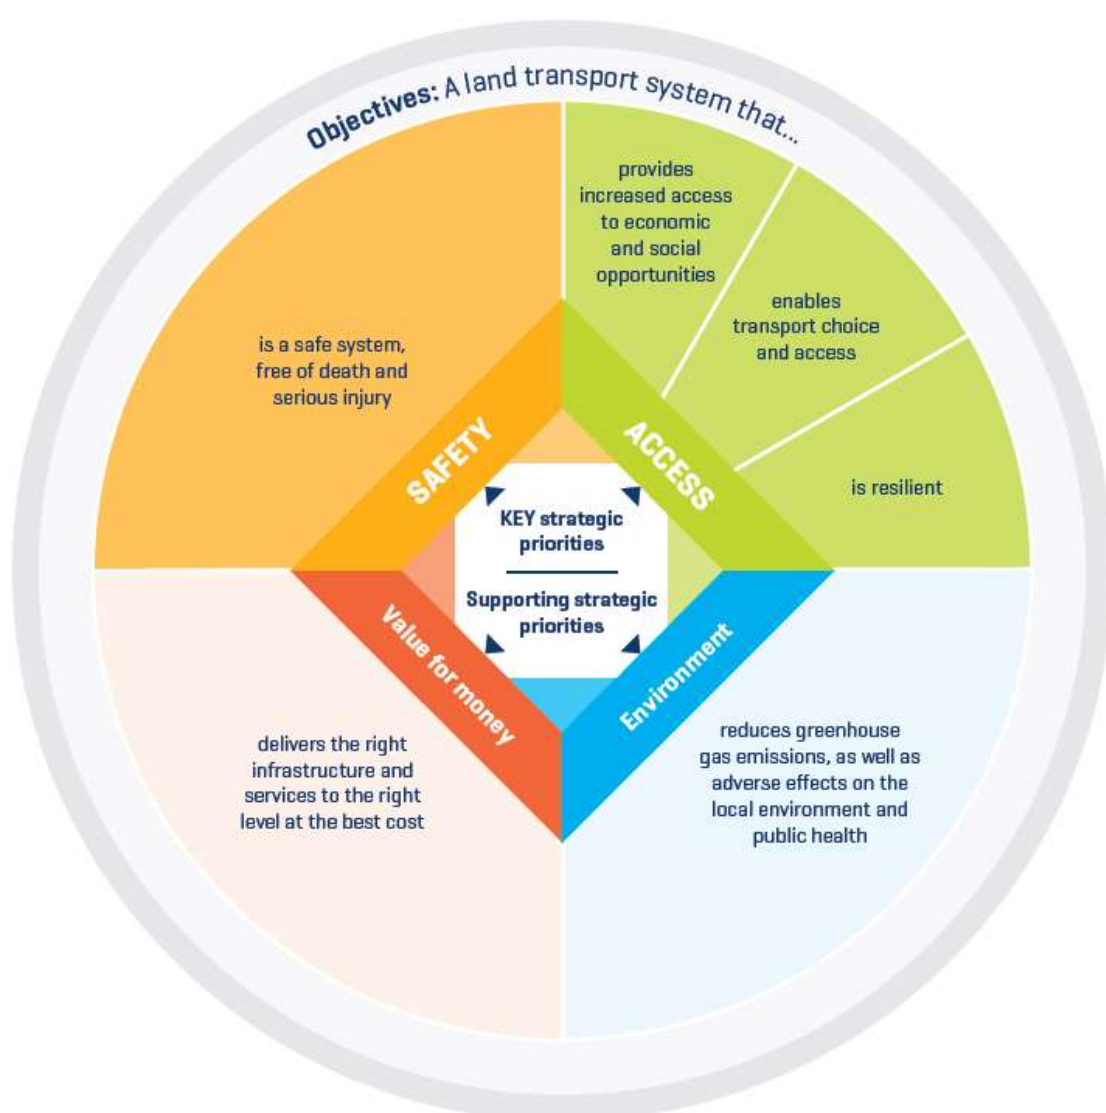 Objectives: A land transport system that...
provides
increased access
to economic
and social
opportunities
enables
transport choice
and access
is resilient
is a safe system,
free of death and
serious injury
SAFETY
ACCESS
KEY strategic
priorities
Supporting strategic
priorities
Value for money
Environment
delivers the right
infrastructure and
services to the right
level at the best cost
reduces greenhouse
gas emissions, as well as
adverse effects on the
local environment and
public health